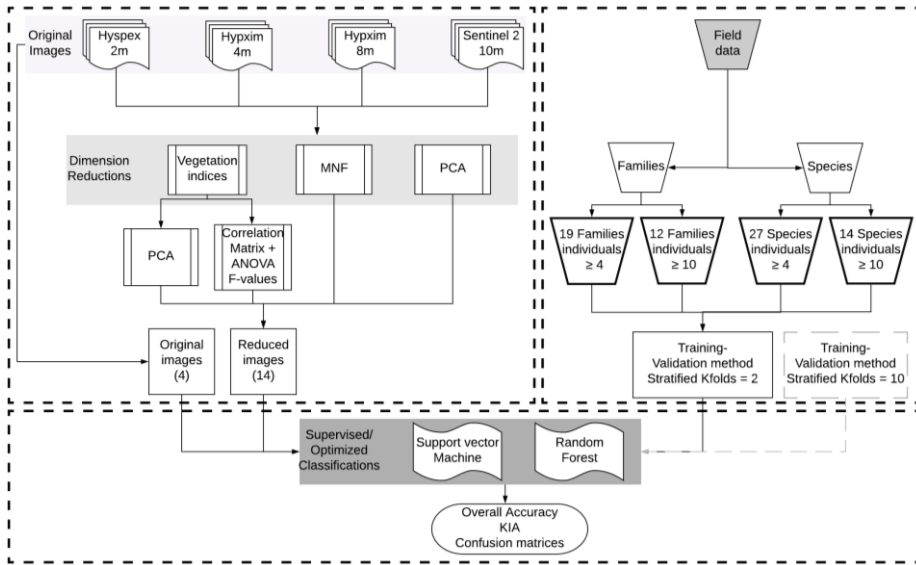 Original
Images
Hyspex
2m
Hypxim
4m
Hypxim
8m
Sentinel 2
10m
Dimension
Reductions
Vegetation
indices
MNF
PCA
PCA
Correlation
Matrix +
ANOVA
F-values
Original
images
(4)
Reduced
images
(14)
Field
data
Families
Species
19 Families
individuals
≥ 4
12 Families
individuals
≥ 10
27 Species
individuals
≥ 4
14 Species
individuals
≥ 10
Training-
Validation method
Stratified Kfolds = 2
Training-
Validation method
Stratified Kfolds = 10
Supervised/
Optimized
Classifications
Support vector
Machine
Random
Forest
Overall Accuracy
KIA
Confusion matrices